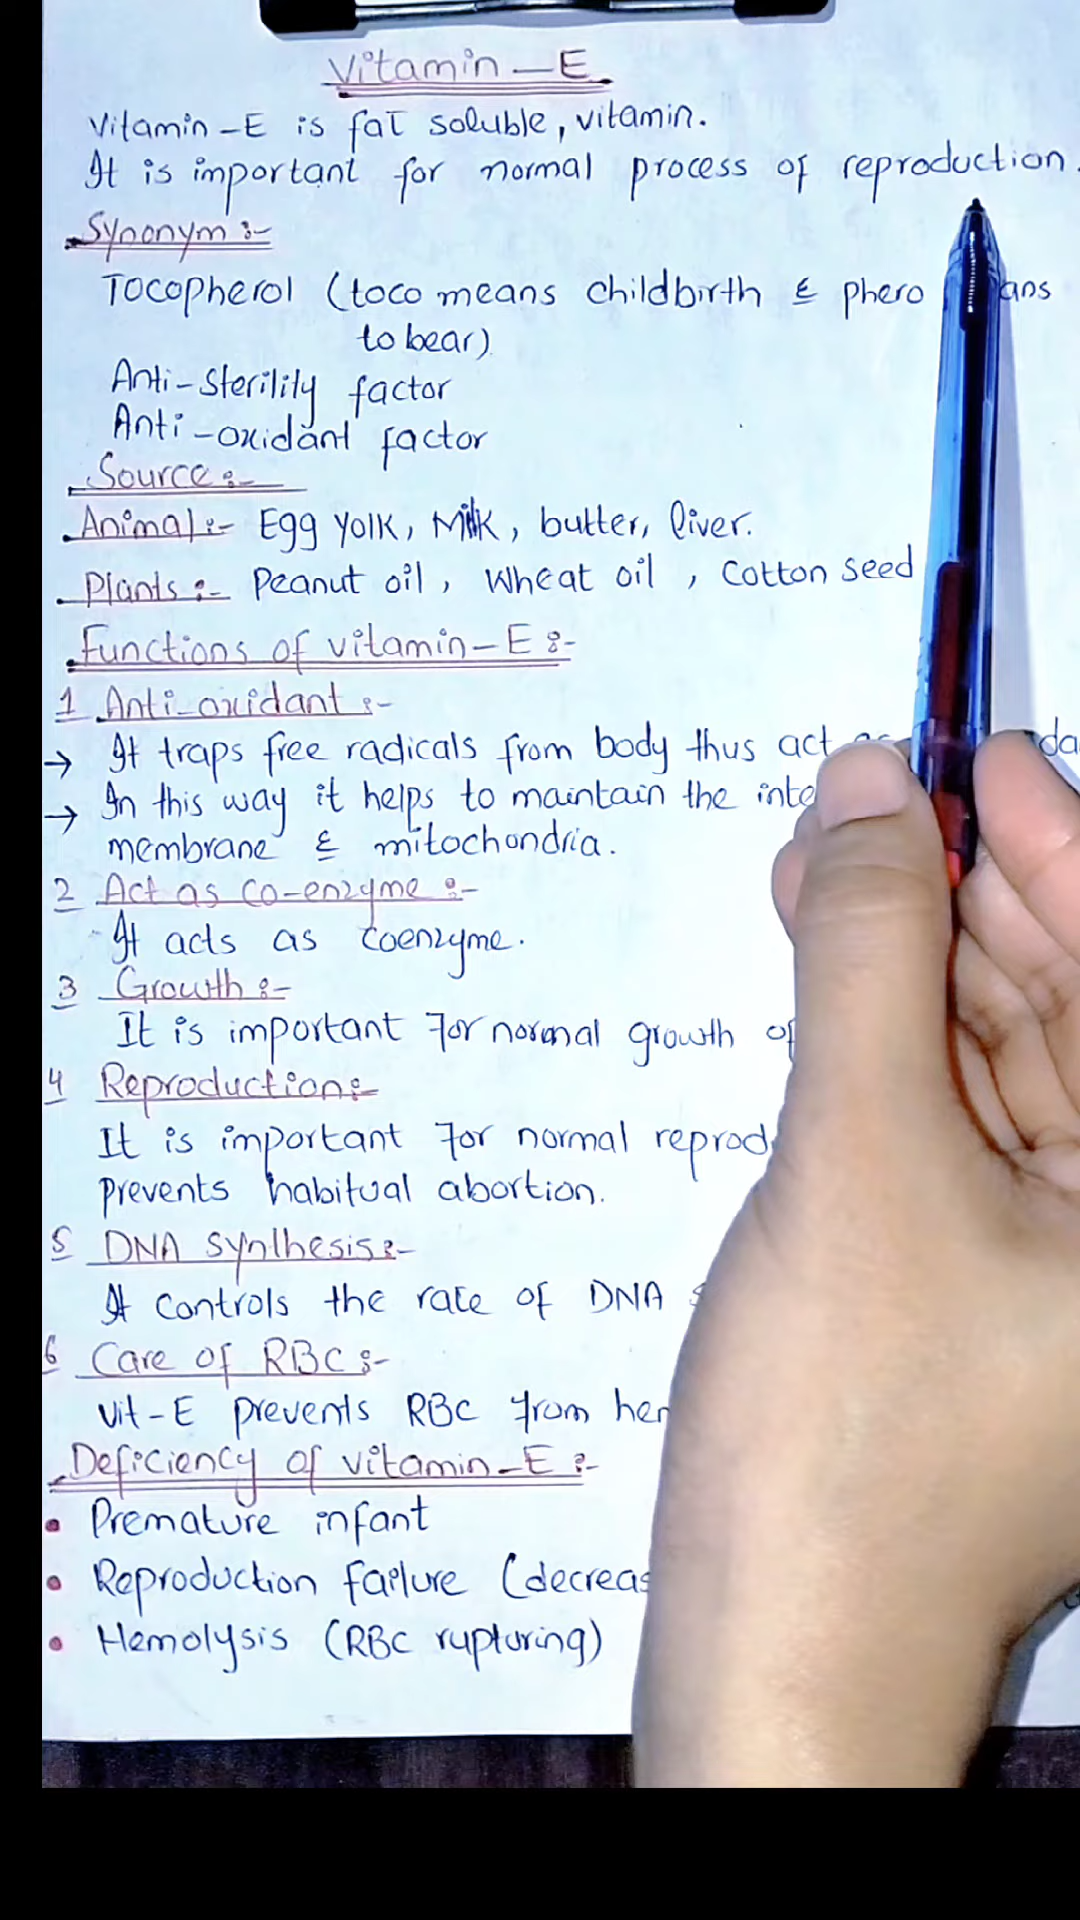 Vitamin-E
Vitamin-E is fat soluble, vitamin.
It is important for normal process of reproduction.
Synonym:-
Tocopherol (toco means childbirth & phero
to bear)
Anti-sterility factor
Anti-oxidant factor
Source:-
Animal:- Egg yolk, Milk, butter, liver.
Plants:- Peanut oil, Wheat oil, Cotton seed
Functions of vitamin-E:-
1 Anti-oxidant:-
→ It traps free radicals from body thus act
→ In this way it helps to maintain the
membrane & mitochondria.
2 Act as co-enzyme:-
It acts as coenzyme.
3 Growth:-
It is important for normal growth of
4 Reproduction:-
It is important for normal
prevents habitual abortion.
5 DNA synthesis:-
It controls the rate of DNA
6 Care of RBC:-
Vit-E prevents RBC from
Deficiency of vitamin-E:-
• Premature infant
• Reproduction failure (
• Hemolysis (RBC rupturing)